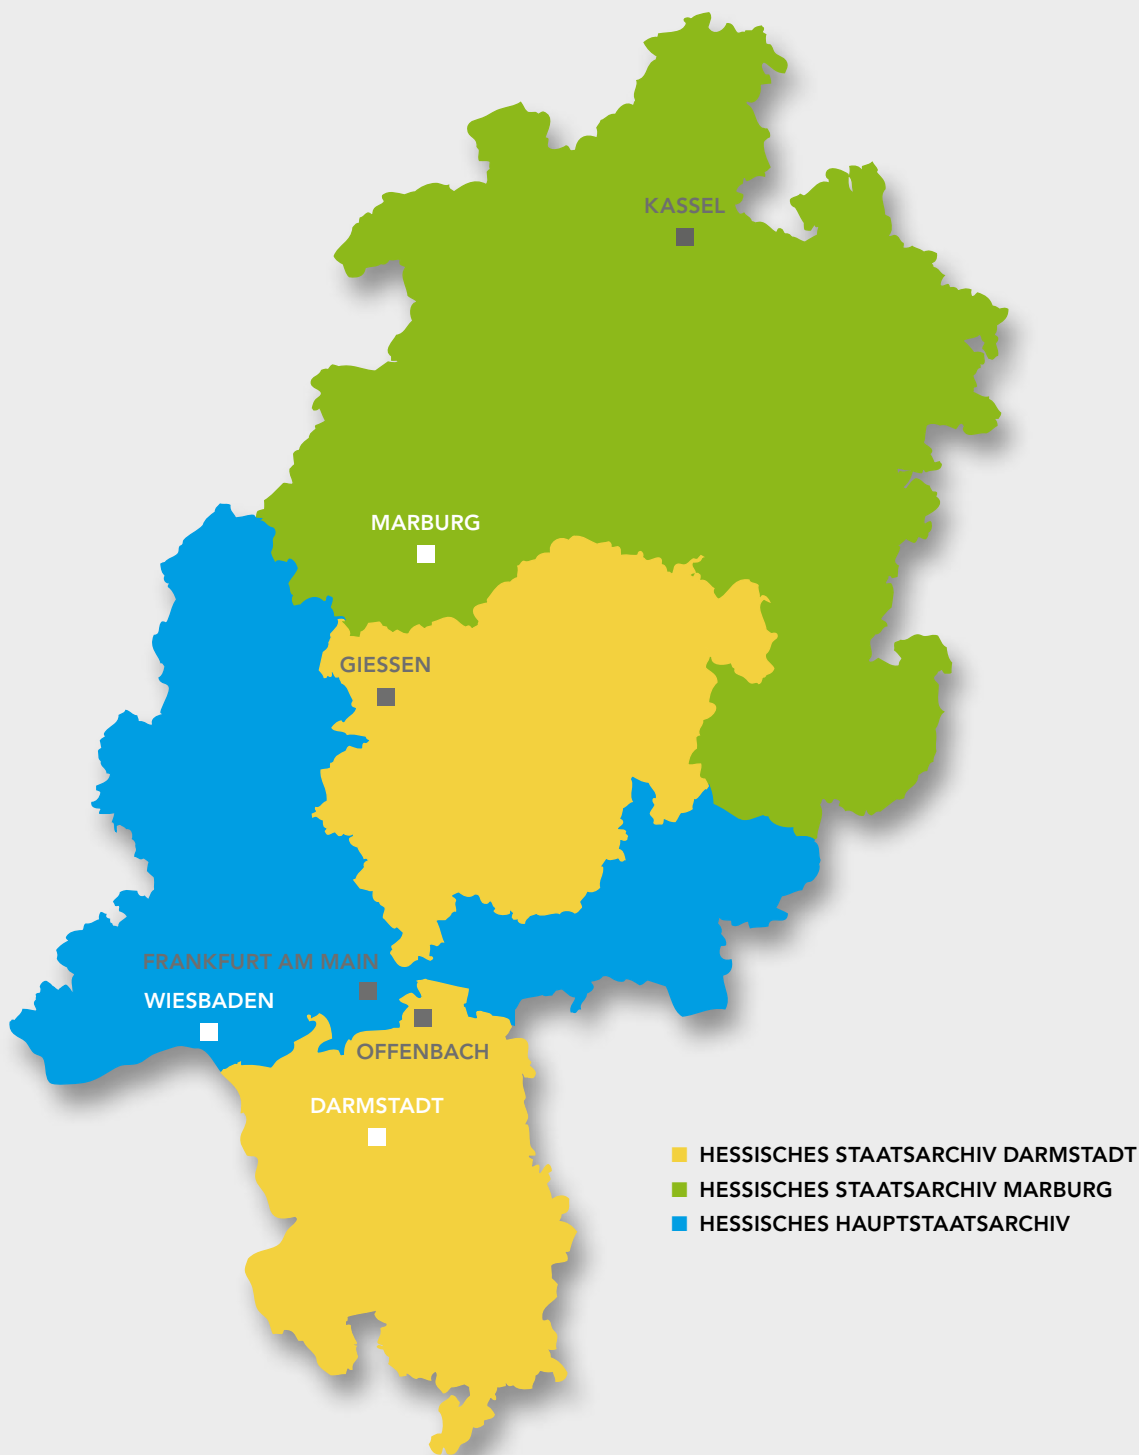 KASSEL
MARBURG
GIESSEN
FRANKFURT AM MAIN
WIESBADEN
OFFENBACH
DARMSTADT
HESSISCHES STAATSARCHIV DARMSTADT
HESSISCHES STAATSARCHIV MARBURG
HESSISCHES HAUPTSTAATSARCHIV